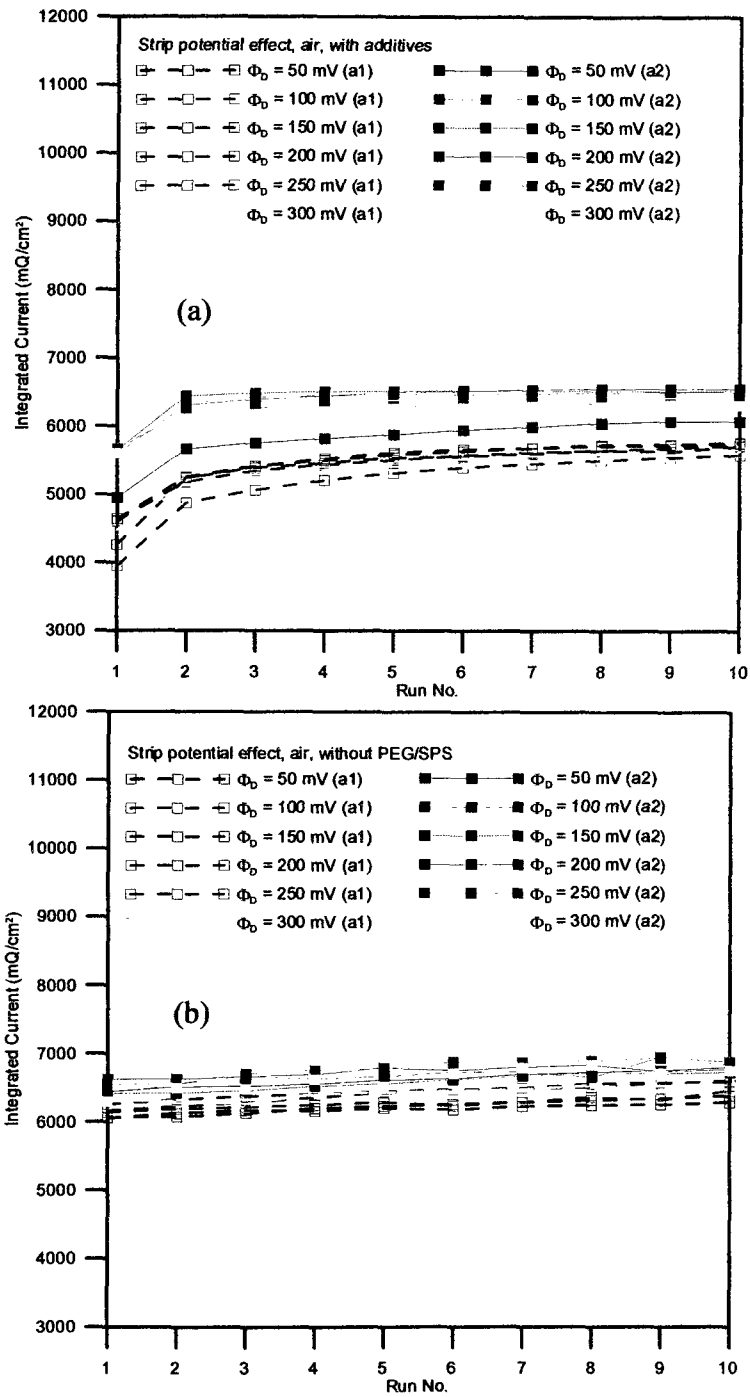 12000
11000
10000
9000
8000
7000
6000
5000
4000
3000
Integrated Current (mQ/cm²)
Strip potential effect, air, with additives
Φ_D = 50 mV (a1)
Φ_D = 100 mV (a1)
Φ_D = 150 mV (a1)
Φ_D = 200 mV (a1)
Φ_D = 250 mV (a1)
Φ_D = 300 mV (a1)
Φ_D = 50 mV (a2)
Φ_D = 100 mV (a2)
Φ_D = 150 mV (a2)
Φ_D = 200 mV (a2)
Φ_D = 250 mV (a2)
Φ_D = 300 mV (a2)
(a)
1 2 3 4 5 6 7 8 9 10
Run No.
12000
11000
10000
9000
8000
7000
6000
5000
4000
3000
Integrated Current (mQ/cm²)
Strip potential effect, air, without PEG/SPS
Φ_D = 50 mV (a1)
Φ_D = 100 mV (a1)
Φ_D = 150 mV (a1)
Φ_D = 200 mV (a1)
Φ_D = 250 mV (a1)
Φ_D = 300 mV (a1)
Φ_D = 50 mV (a2)
Φ_D = 100 mV (a2)
Φ_D = 150 mV (a2)
Φ_D = 200 mV (a2)
Φ_D = 250 mV (a2)
Φ_D = 300 mV (a2)
(b)
1 2 3 4 5 6 7 8 9 10
Run No.